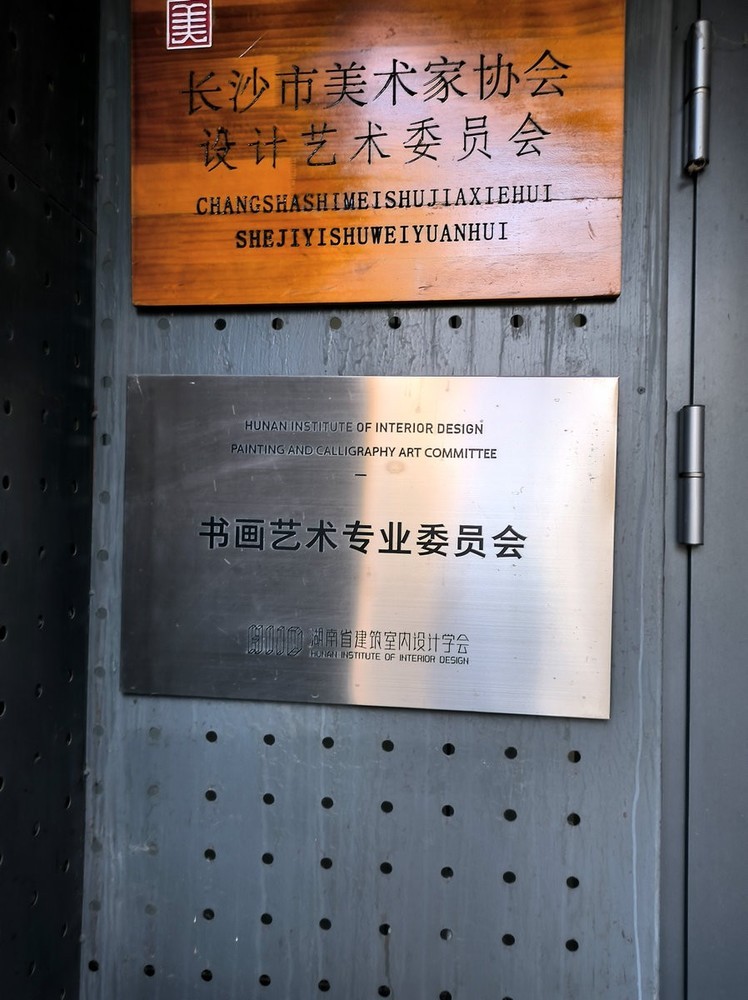 美
长沙市美术家协会
设计艺术委员会
CHANGSHASHIMEISHUJIAXIEHUI
SHEJIYISHUWEIYUANHUI
HUNAN INSTITUTE OF INTERIOR DESIGN
PAINTING AND CALLIGRAPHY ART COMMITTEE
书画艺术专业委员会
湖南省建筑室内设计学会
HUNAN INSTITUTE OF INTERIOR DESIGN